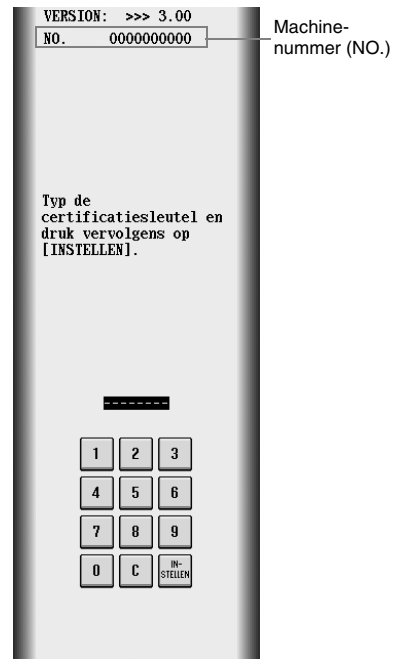 VERSION: >>> 3.00
NO. 0000000000
Machine-
nummer (NO.)
Typ de
certificatiesleutel en
druk vervolgens op
[INSTELLEN].
--------
1 2 3
4 5 6
7 8 9
0 C IN-
STELLEN